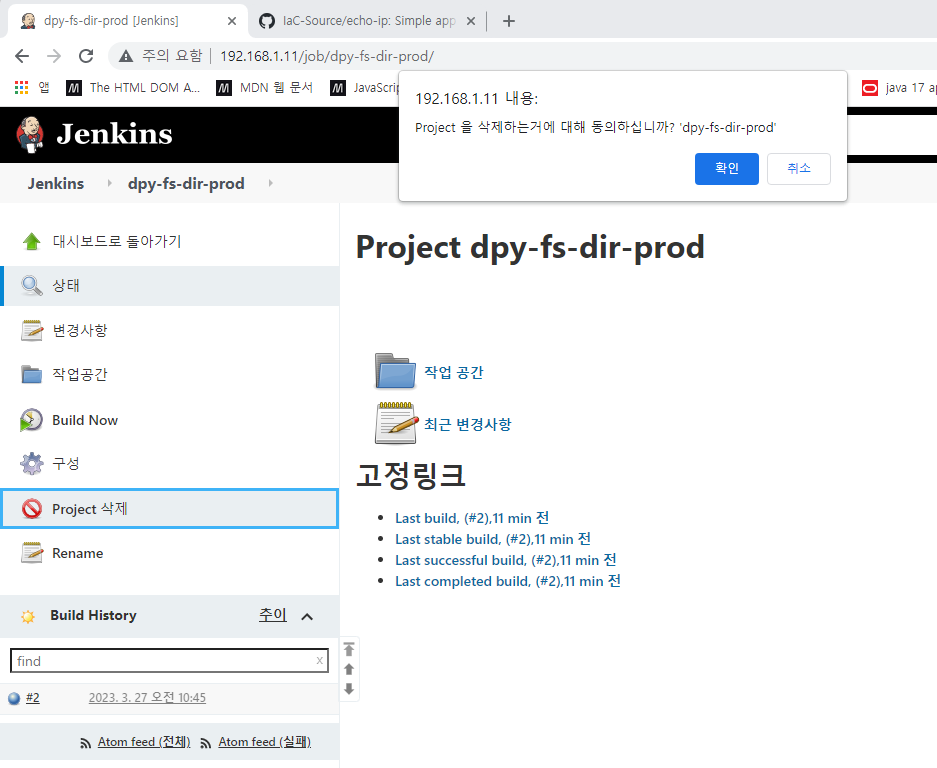 dpy-fs-dir-prod [Jenkins]
IaC-Source/echo-ip: Simple app
주의 요함
192.168.1.11/job/dpy-fs-dir-prod/
앱
The HTML DOM A...
MDN 웹 문서
JavaScrip
java 17 a
192.168.1.11 내용:
Project 을 삭제하는거에 대해 동의하십니까? 'dpy-fs-dir-prod'
확인
취소
Jenkins
Jenkins
dpy-fs-dir-prod
대시보드로 돌아가기
상태
변경사항
작업공간
Build Now
구성
Project 삭제
Rename
Build History
추이
find
x
#2
2023. 3. 27 오전 10:45
Atom feed (전체)
Atom feed (실패)
Project dpy-fs-dir-prod
작업 공간
최근 변경사항
고정링크
Last build, (#2),11 min 전
Last stable build, (#2),11 min 전
Last successful build, (#2),11 min 전
Last completed build, (#2),11 min 전